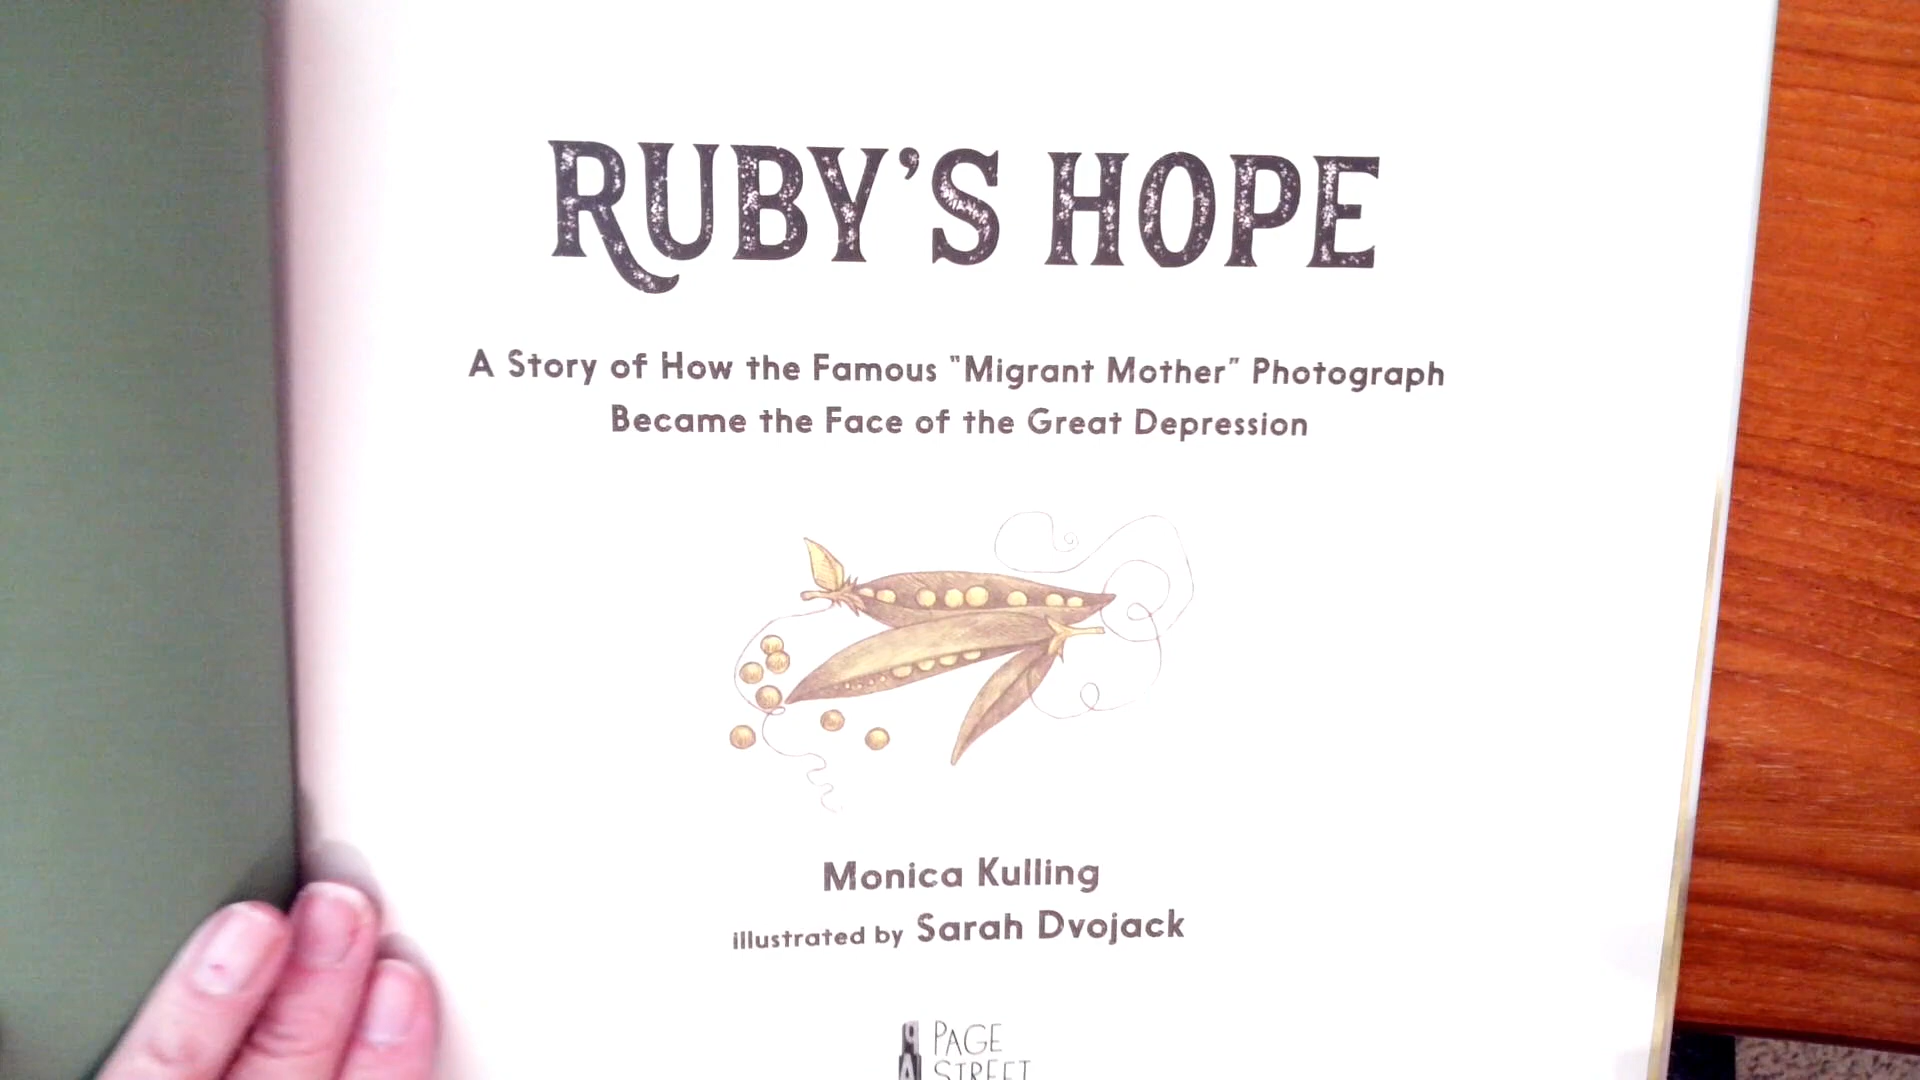 RUBY'S HOPE
A Story of How the Famous "Migrant Mother" Photograph
Became the Face of the Great Depression
Monica Kulling
illustrated by Sarah Dvojack
PAGE
STREET